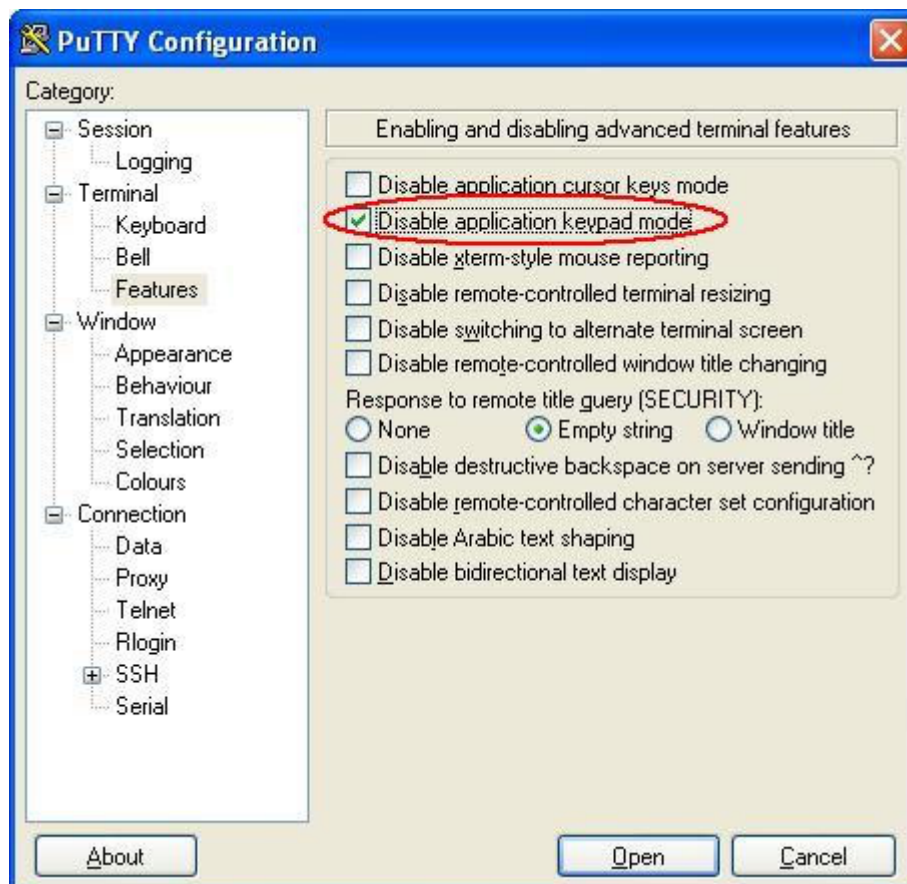 PuTTY Configuration
Category:
Session
Logging
Terminal
Keyboard
Bell
Features
Window
Appearance
Behaviour
Translation
Selection
Colours
Connection
Data
Proxy
Telnet
Rlogin
SSH
Serial
Enabling and disabling advanced terminal features
Disable application cursor keys mode
Disable application keypad mode
Disable xterm-style mouse reporting
Disable remote-controlled terminal resizing
Disable switching to alternate terminal screen
Disable remote-controlled window title changing
Response to remote title query (SECURITY):
None Empty string Window title
Disable destructive backspace on server sending ^?
Disable remote-controlled character set configuration
Disable Arabic text shaping
Disable bidirectional text display
About Open Cancel